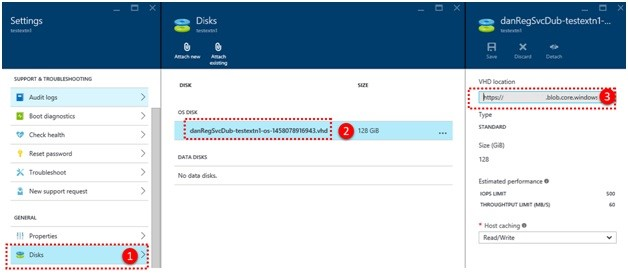 Settings
testextn1
SUPPORT & TROUBLESHOOTING
Audit logs
Boot diagnostics
Check health
Reset password
Troubleshoot
New support request
GENERAL
Properties
Disks
1
Disks
testextn1
Attach new
Attach existing
DISK
SIZE
OS DISK
danRegSvcDub-testextn1-os-1458078916943.vhd
2
128 GiB
...
DATA DISKS
No data disks.
danRegSvcDub-testextn1-...
testextn1
Save
Discard
Detach
VHD location
https://
.blob.core.windows
3
Type
STANDARD
Size (GiB)
128
Estimated performance
IOPS LIMIT
500
THROUGHTPUT LIMIT (MB/S)
60
* Host caching
Read/Write